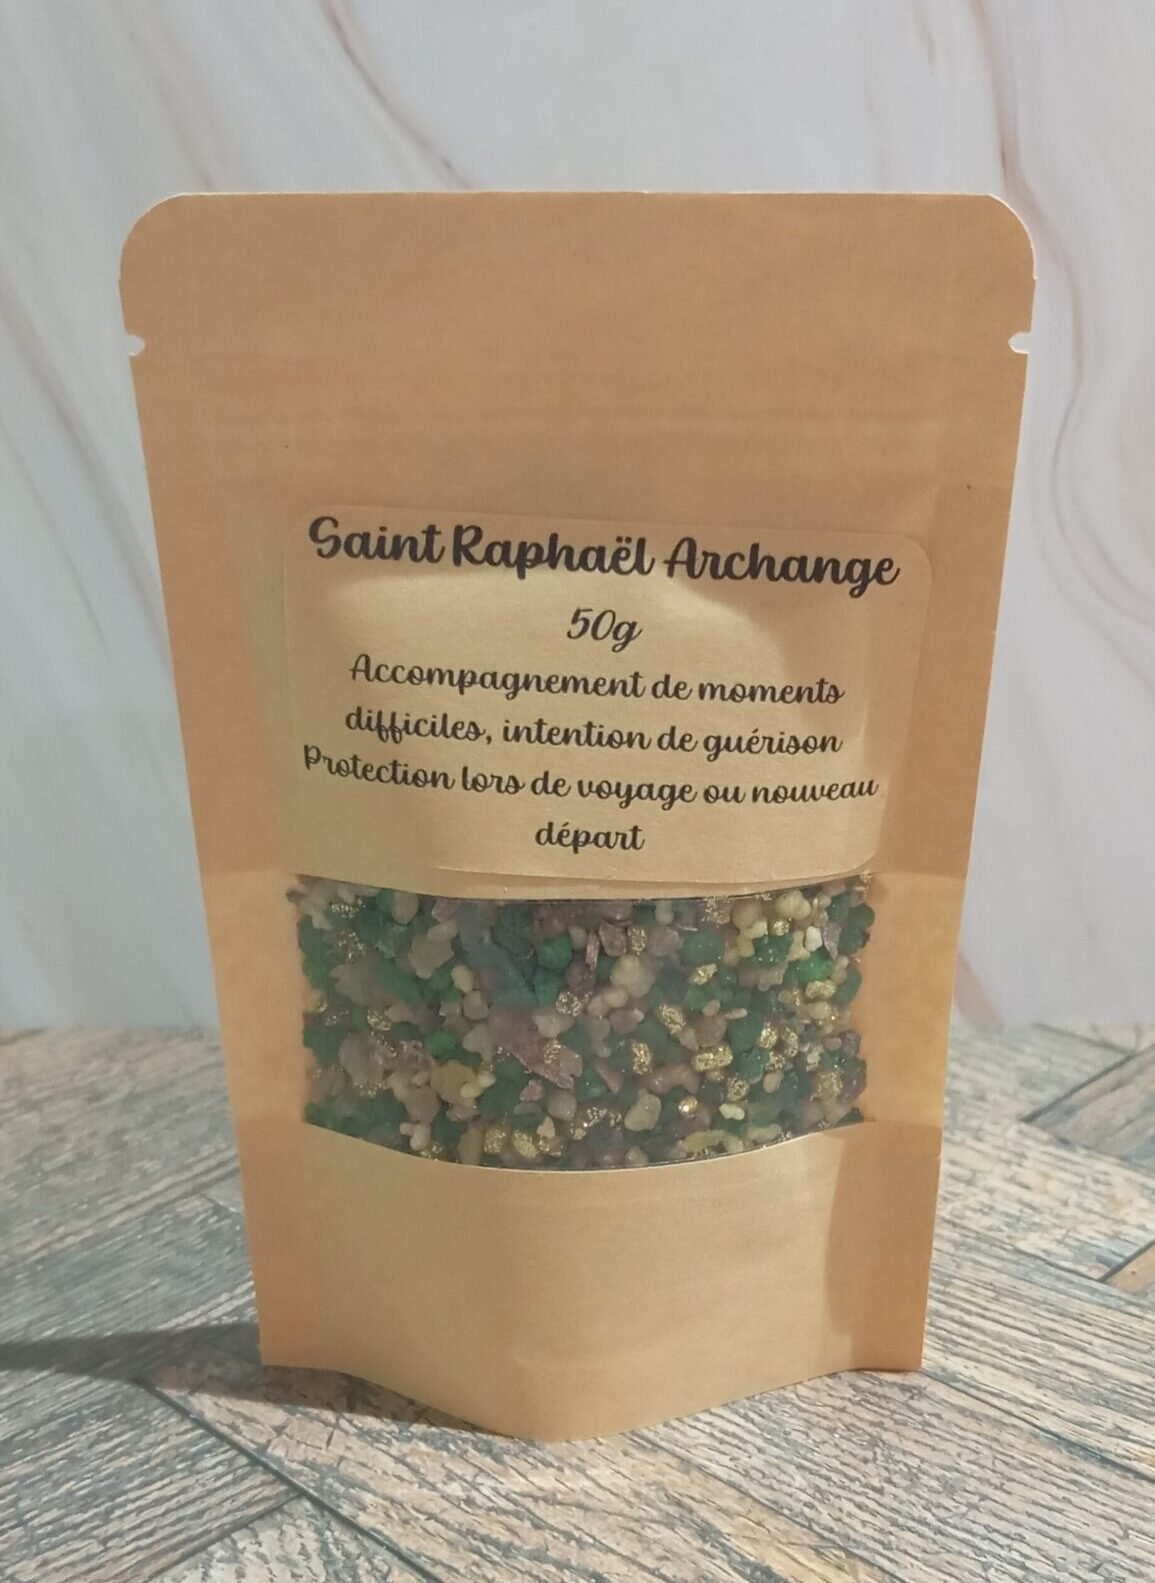 Saint Raphaël Archange
50g
Accompagnement de moments
difficiles, intention de guérison
Protection lors de voyage ou nouveau
départ